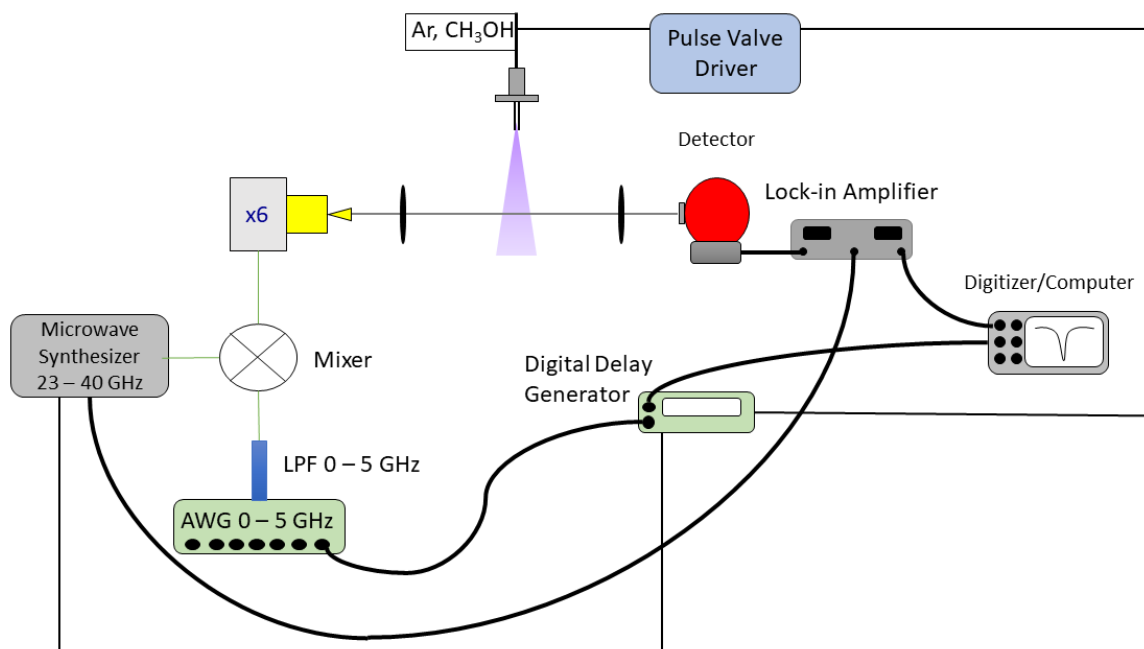 Ar, CH₃OH
Pulse Valve
Driver
Detector
Lock-in Amplifier
x6
Digitizer/Computer
Microwave
Synthesizer
23 – 40 GHz
Mixer
Digital Delay
Generator
LPF 0 – 5 GHz
AWG 0 – 5 GHz